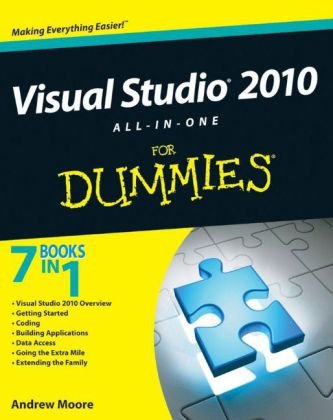 Making Everything Easier!™
Visual Studio® 2010
ALL-IN-ONE
FOR
DUMMIES®
7 BOOKS
IN 1
• Visual Studio 2010 Overview
• Getting Started
• Coding
• Building Applications
• Data Access
• Going the Extra Mile
• Extending the Family
Andrew Moore